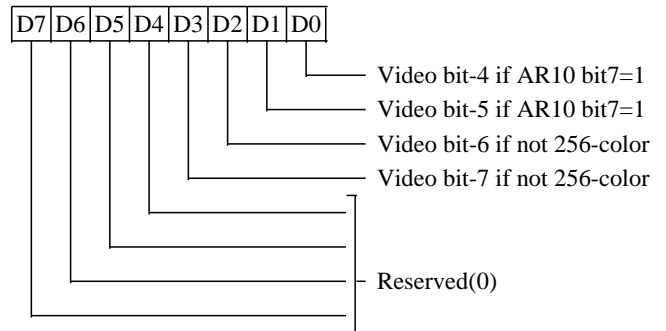 D7 D6 D5 D4 D3 D2 D1 D0
Video bit-4 if AR10 bit7=1
Video bit-5 if AR10 bit7=1
Video bit-6 if not 256-color
Video bit-7 if not 256-color
Reserved(0)